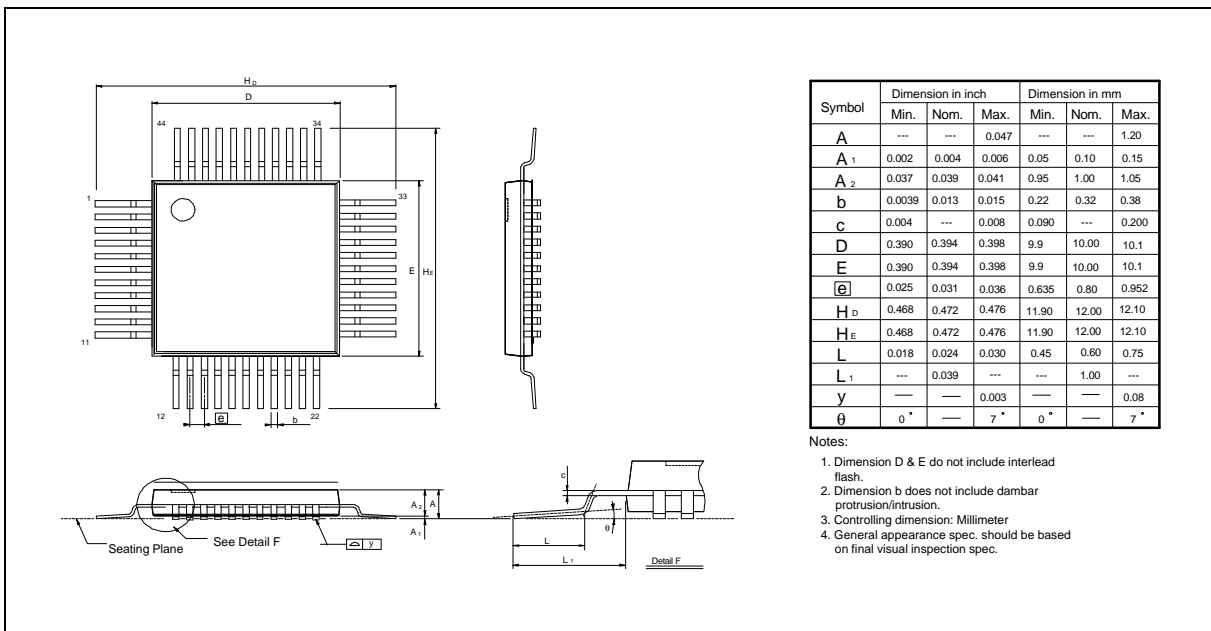 H D
D
44 34
1 33
E HE
11
12 e b 22
A2 A
A1
Seating Plane
See Detail F
y
c
θ
L
L 1
Detail F
Symbol Dimension in inch Dimension in mm
Min. Nom. Max. Min. Nom. Max.
A --- --- 0.047 --- --- 1.20
A 1 0.002 0.004 0.006 0.05 0.10 0.15
A 2 0.037 0.039 0.041 0.95 1.00 1.05
b 0.0039 0.013 0.015 0.22 0.32 0.38
c 0.004 --- 0.008 0.090 --- 0.200
D 0.390 0.394 0.398 9.9 10.00 10.1
E 0.390 0.394 0.398 9.9 10.00 10.1
e 0.025 0.031 0.036 0.635 0.80 0.952
H D 0.468 0.472 0.476 11.90 12.00 12.10
H E 0.468 0.472 0.476 11.90 12.00 12.10
L 0.018 0.024 0.030 0.45 0.60 0.75
L 1 --- 0.039 --- --- 1.00 ---
y — — 0.003 — — 0.08
θ 0° — 7° 0° — 7°
Notes:
1. Dimension D & E do not include interlead
flash.
2. Dimension b does not include dambar
protrusion/intrusion.
3. Controlling dimension: Millimeter
4. General appearance spec. should be based
on final visual inspection spec.